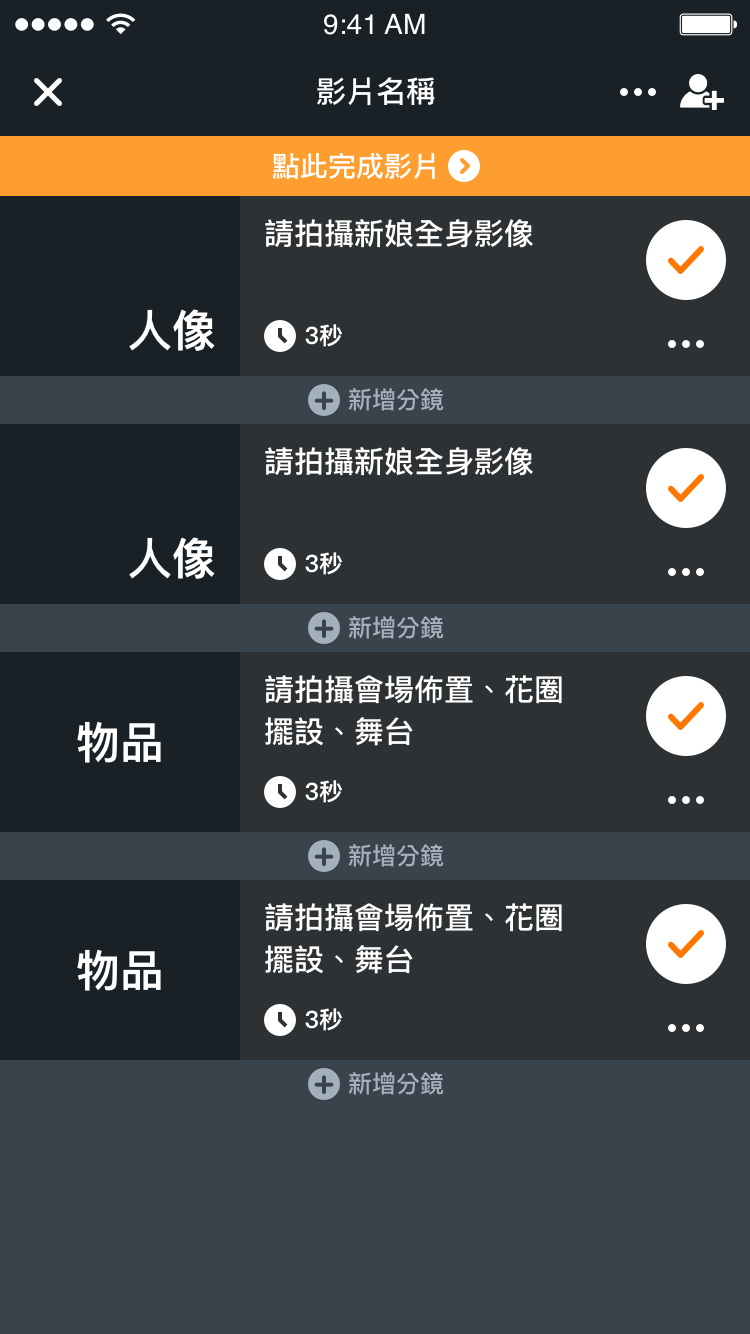 9:41 AM
影片名稱
點此完成影片
請拍攝新娘全身影像
人像
3秒
新增分鏡
請拍攝新娘全身影像
人像
3秒
新增分鏡
請拍攝會場佈置、花圈
擺設、舞台
物品
3秒
新增分鏡
請拍攝會場佈置、花圈
擺設、舞台
物品
3秒
新增分鏡